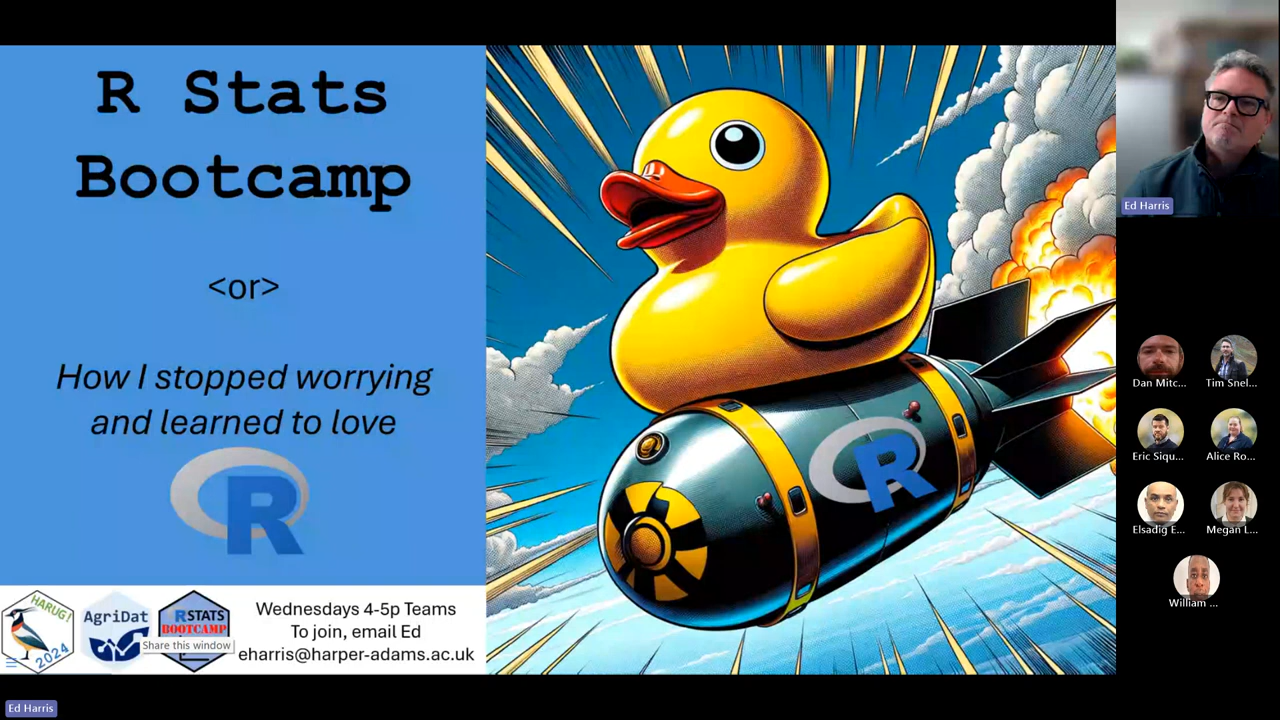 R Stats
Bootcamp
<or>
How I stopped worrying
and learned to love
R
HARUG!
2024
AgriDat
RSTATS
BOOTCAMP
Share this window
Wednesdays 4-5p Teams
To join, email Ed
eharris@harper-adams.ac.uk
R
Ed Harris
Dan Mitc...
Tim Snel...
Eric Siqu...
Alice Ro...
Elsadig E...
Megan L...
William ...
Ed Harris